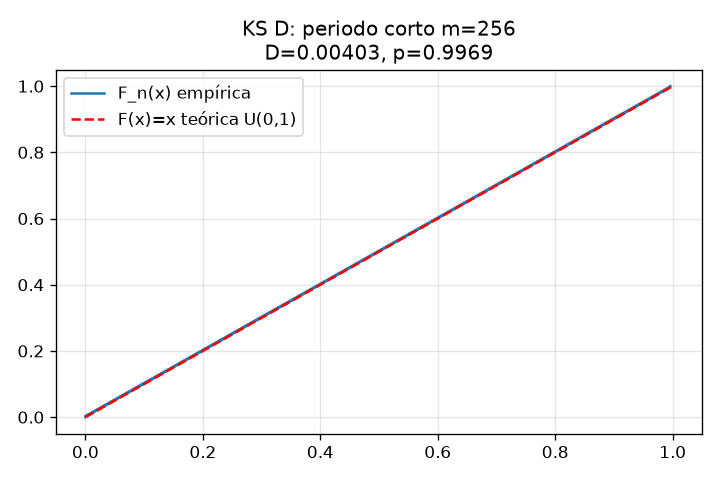 KS D: periodo corto m=256
D=0.00403, p=0.9969
F_n(x) empírica
F(x)=x teórica U(0,1)
1.0
0.8
0.6
0.4
0.2
0.0
0.0 0.2 0.4 0.6 0.8 1.0